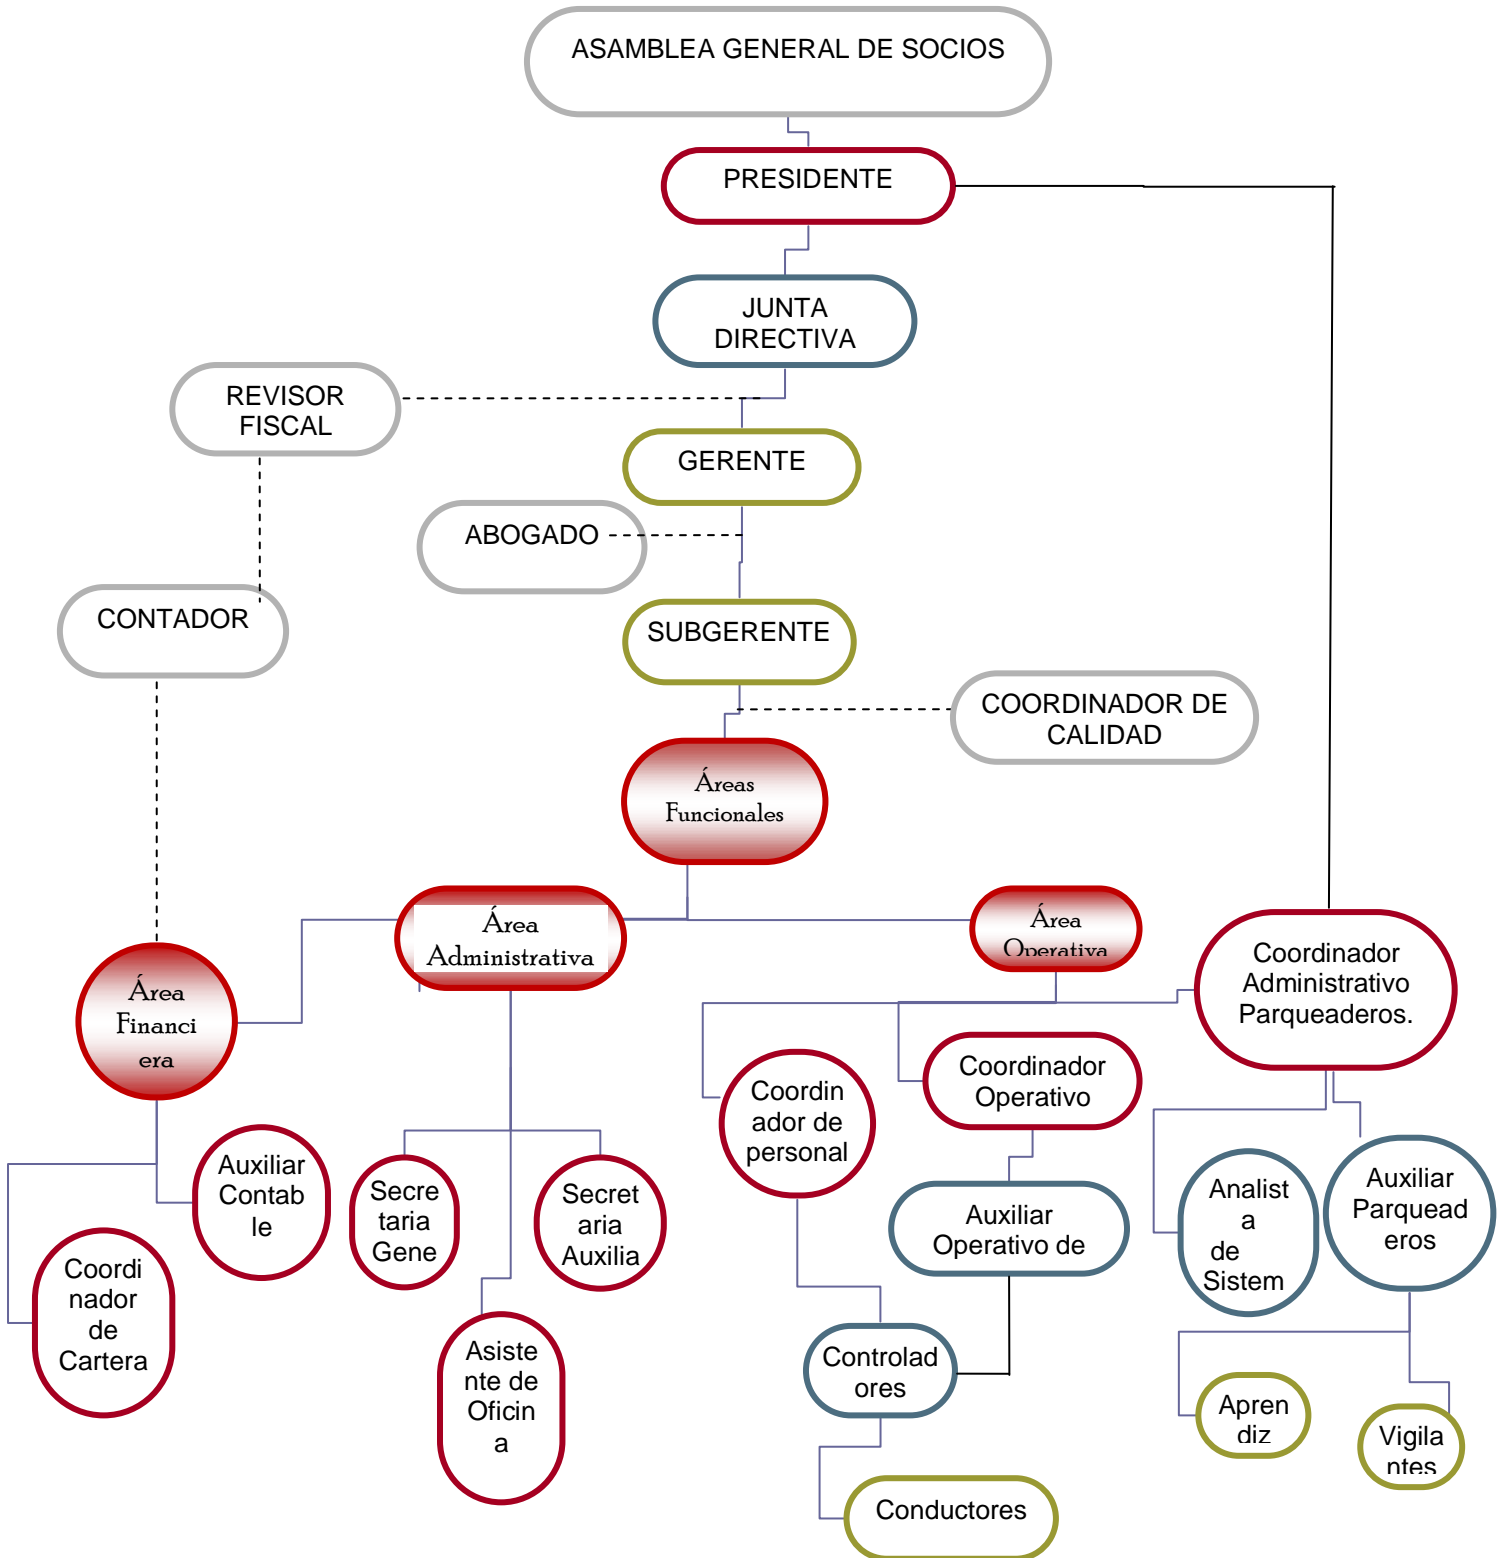 ASAMBLEA GENERAL DE SOCIOS
PRESIDENTE
JUNTA
DIRECTIVA
REVISOR
FISCAL
GERENTE
ABOGADO
CONTADOR
SUBGERENTE
COORDINADOR DE
CALIDAD
Áreas
Funcionales
Área
Administrativa
Área
Operativa
Coordinador
Administrativo
Parqueaderos.
Área
Financi
era
Coordin
ador de
personal
Coordinador
Operativo
Auxiliar
Contab
le
Secre
taria
Gene
Secret
aria
Auxilia
Auxiliar
Operativo de
Analist
a
de
Sistem
Auxiliar
Parquead
eros
Coordi
nador
de
Cartera
Asiste
nte de
Oficin
a
Controlad
ores
Apren
diz
Vigila
ntes
Conductores